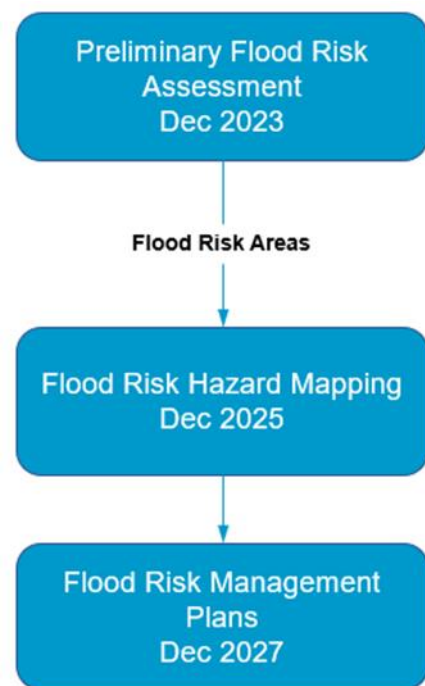 Preliminary Flood Risk
Assessment
Dec 2023
Flood Risk Areas
Flood Risk Hazard Mapping
Dec 2025
Flood Risk Management
Plans
Dec 2027